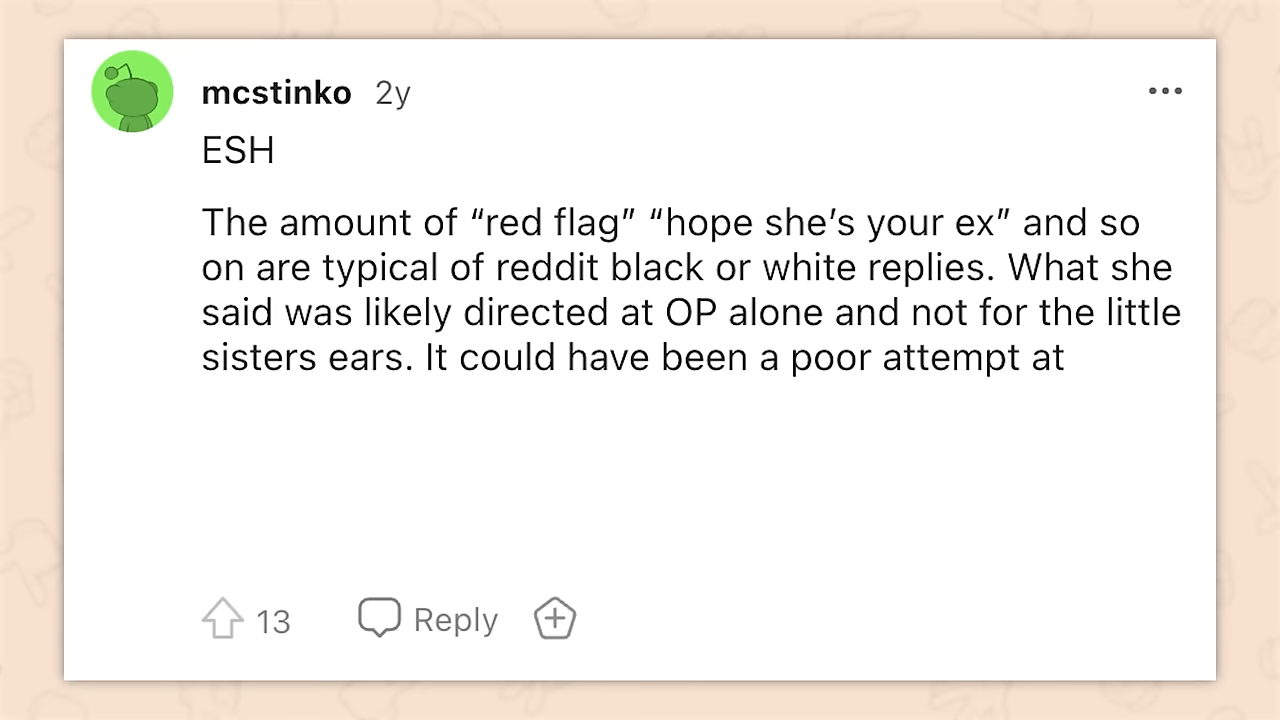 mcstinko 2y
ESH
The amount of “red flag” “hope she’s your ex” and so
on are typical of reddit black or white replies. What she
said was likely directed at OP alone and not for the little
sisters ears. It could have been a poor attempt at
13 Reply